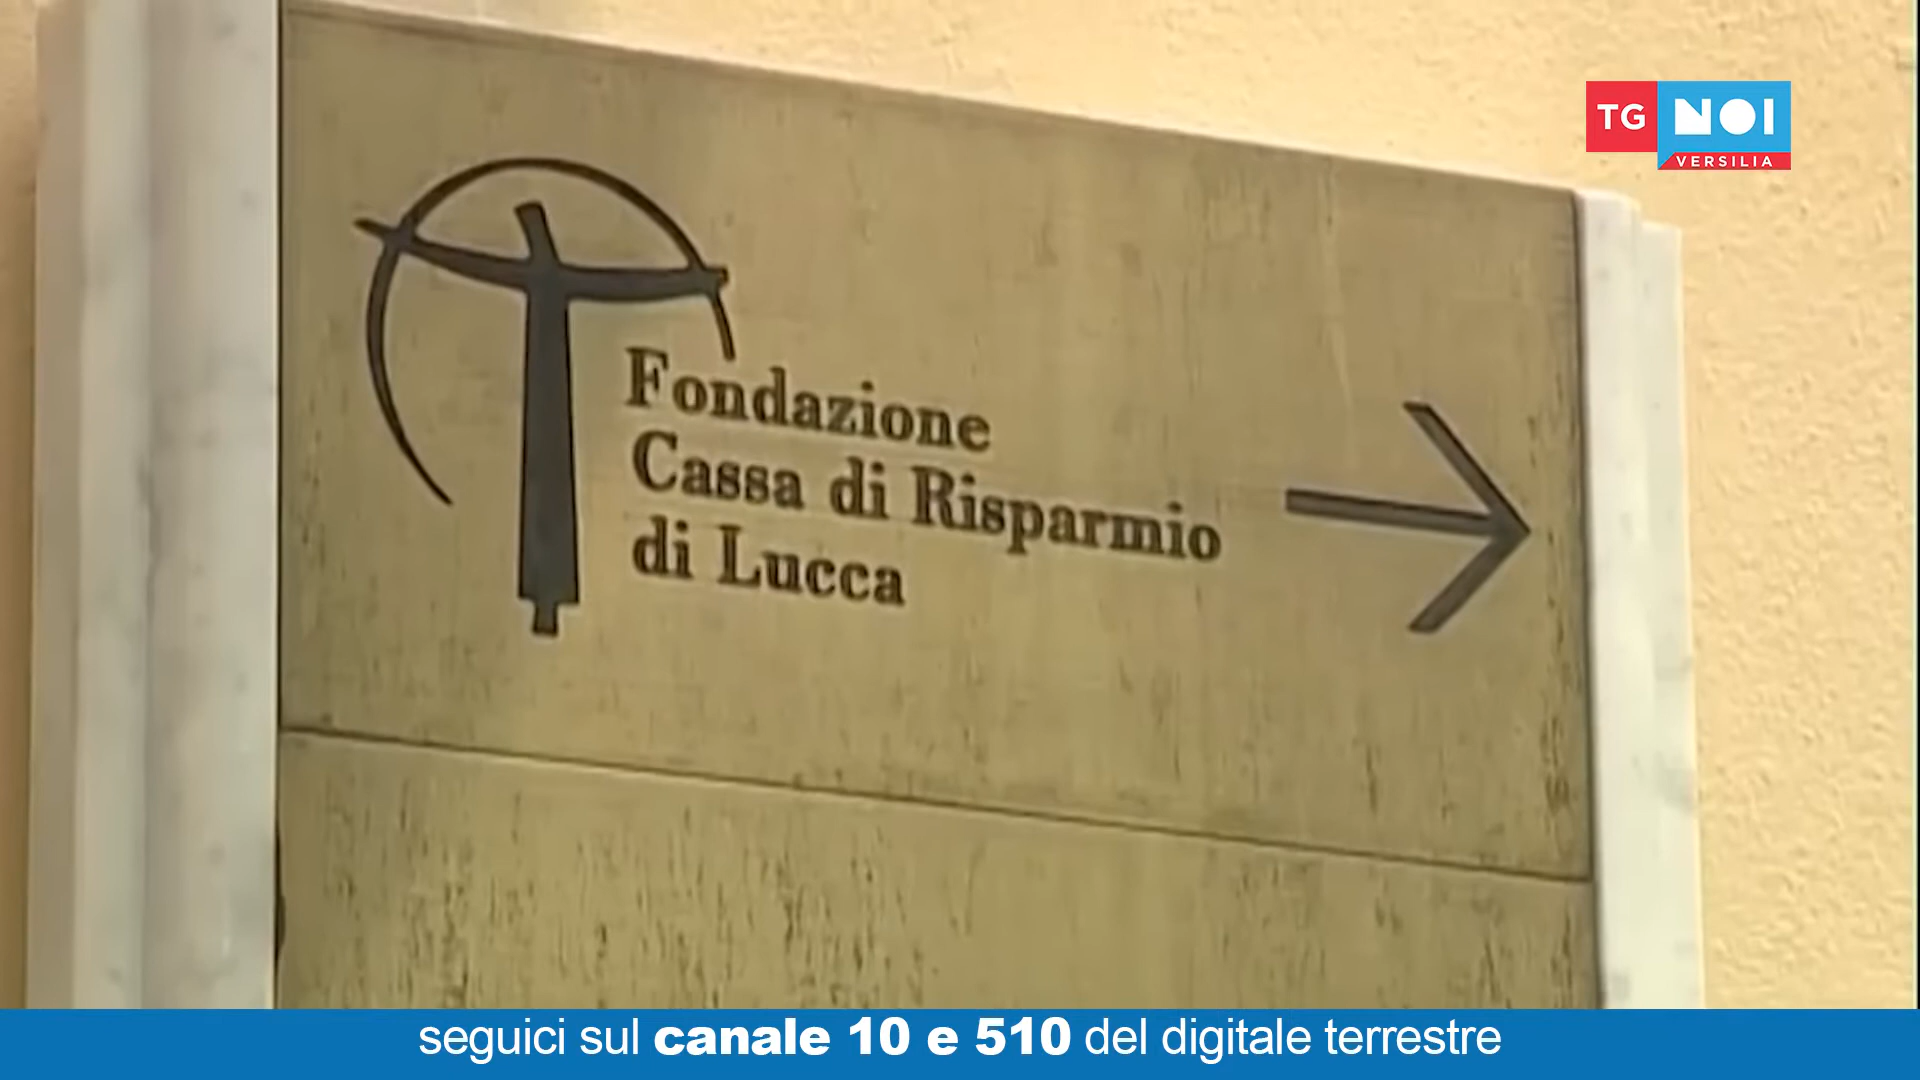 TG NOI
VERSILIA
Fondazione
Cassa di Risparmio
di Lucca
seguici sul canale 10 e 510 del digitale terrestre